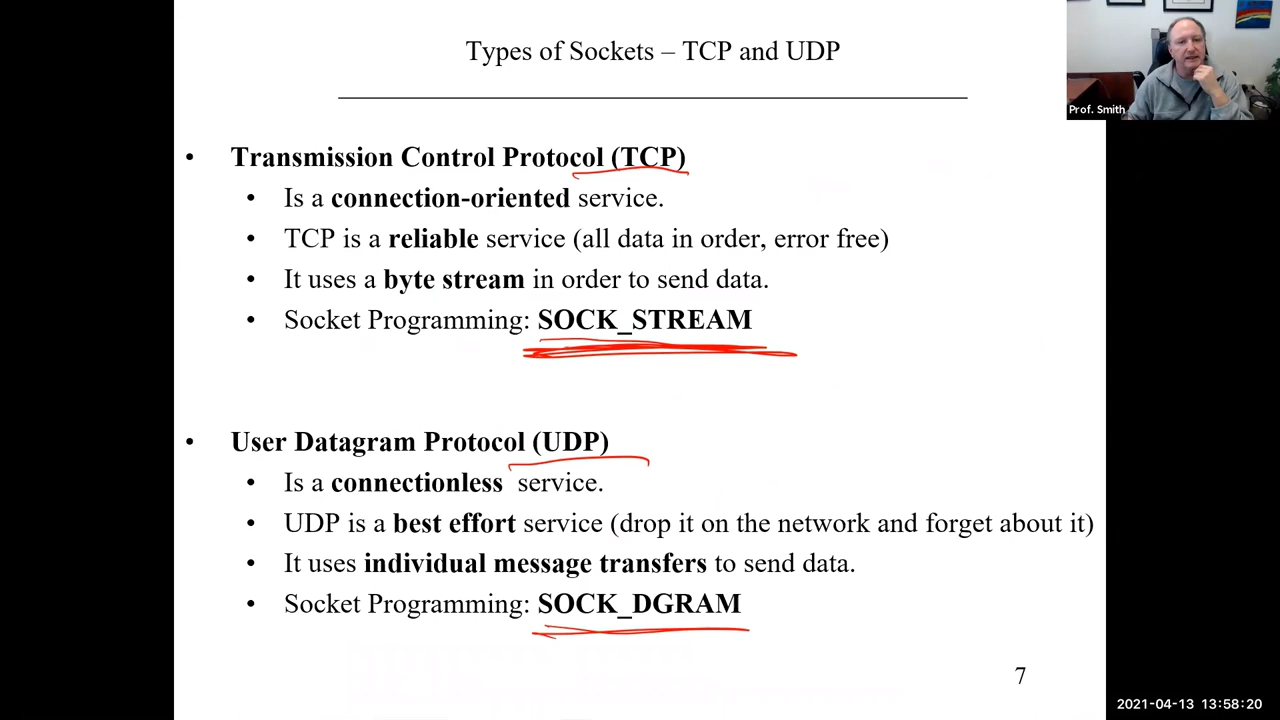 Types of Sockets – TCP and UDP
Prof. Smith
• Transmission Control Protocol (TCP)
• Is a connection-oriented service.
• TCP is a reliable service (all data in order, error free)
• It uses a byte stream in order to send data.
• Socket Programming: SOCK_STREAM
• User Datagram Protocol (UDP)
• Is a connectionless service.
• UDP is a best effort service (drop it on the network and forget about it)
• It uses individual message transfers to send data.
• Socket Programming: SOCK_DGRAM
7
2021-04-13 13:58:20